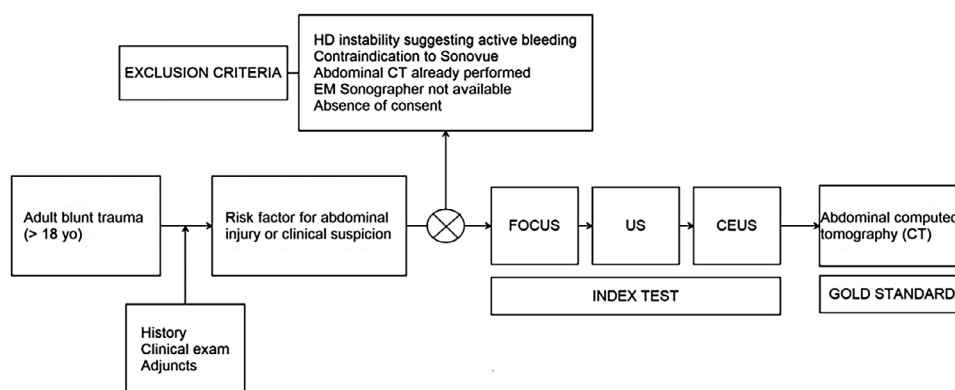 HD instability suggesting active bleeding
Contraindication to Sonovue
Abdominal CT already performed
EM Sonographer not available
Absence of consent
EXCLUSION CRITERIA
Adult blunt trauma
(> 18 yo)
Risk factor for abdominal
injury or clinical suspicion
FOCUS
US
CEUS
Abdominal computed
tomography (CT)
INDEX TEST
GOLD STANDARD
History
Clinical exam
Adjuncts